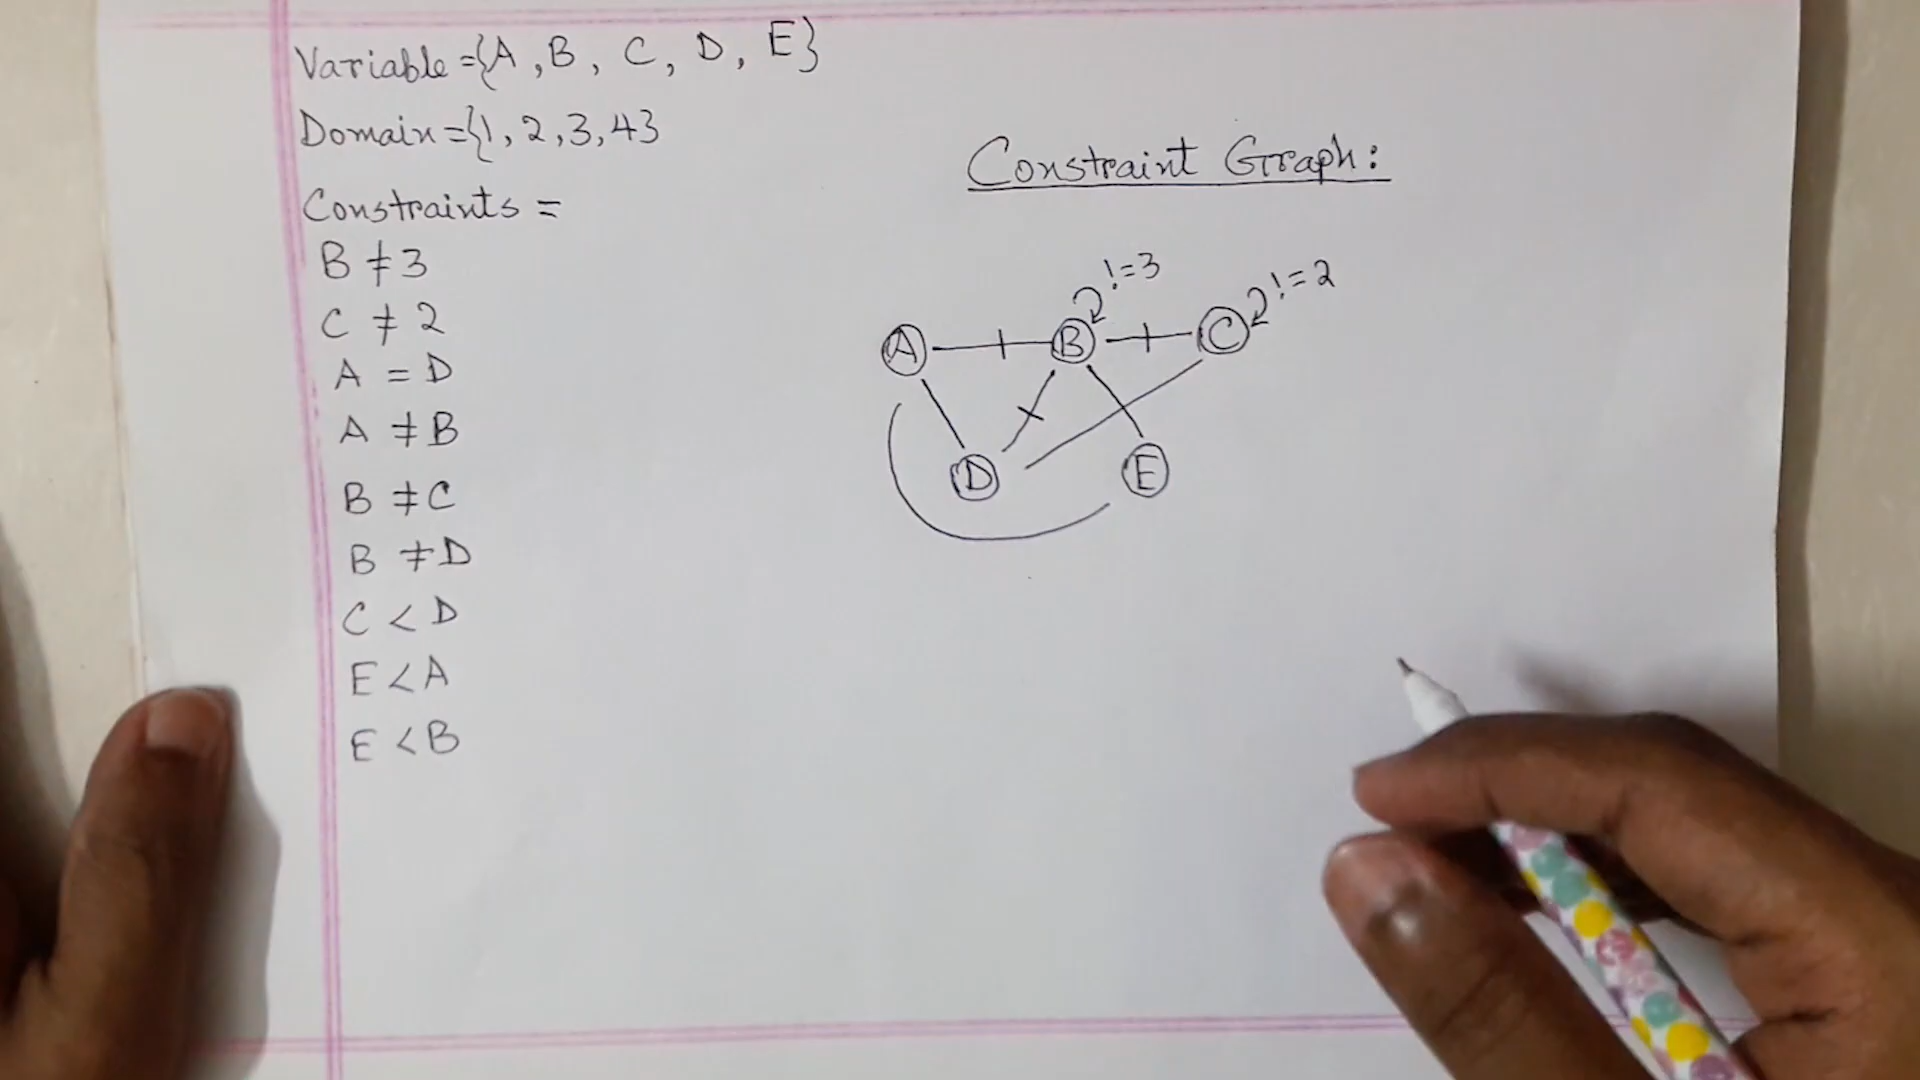 Variable = {A, B, C, D, E}
Domain = {1, 2, 3, 4}
Constraints =
B ≠ 3
C ≠ 2
A = D
A ≠ B
B ≠ C
B ≠ D
C < D
E < A
E < B
Constraint Graph:
!=3
!=2
A B C
D E